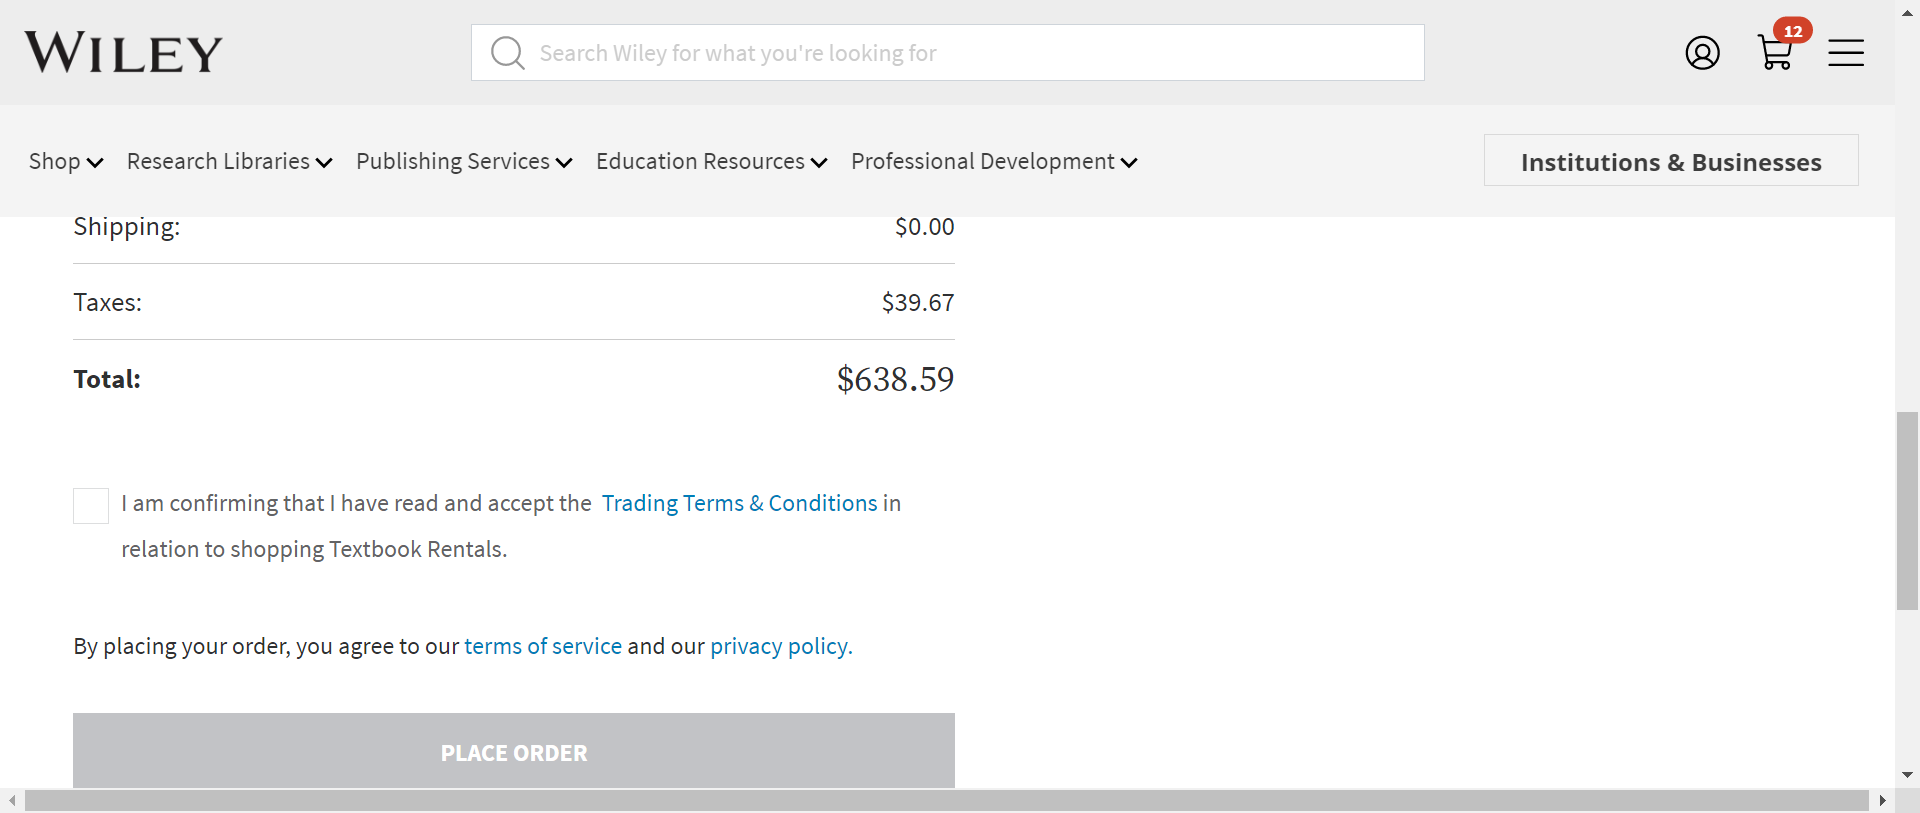 WILEY
Search Wiley for what you're looking for
12
Shop
Research Libraries
Publishing Services
Education Resources
Professional Development
Institutions & Businesses
Shipping: $0.00
Taxes: $39.67
Total: $638.59
I am confirming that I have read and accept the Trading Terms & Conditions in
relation to shopping Textbook Rentals.
By placing your order, you agree to our terms of service and our privacy policy.
PLACE ORDER